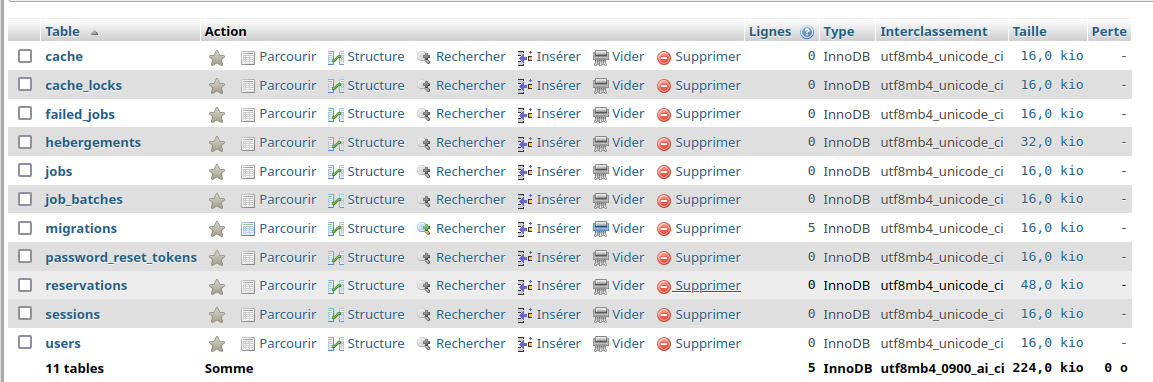 Table Action Lignes Type Interclassement Taille Perte
cache Parcourir Structure Rechercher Insérer Vider Supprimer 0 InnoDB utf8mb4_unicode_ci 16,0 kio -
cache_locks Parcourir Structure Rechercher Insérer Vider Supprimer 0 InnoDB utf8mb4_unicode_ci 16,0 kio -
failed_jobs Parcourir Structure Rechercher Insérer Vider Supprimer 0 InnoDB utf8mb4_unicode_ci 16,0 kio -
hebergements Parcourir Structure Rechercher Insérer Vider Supprimer 0 InnoDB utf8mb4_unicode_ci 32,0 kio -
jobs Parcourir Structure Rechercher Insérer Vider Supprimer 0 InnoDB utf8mb4_unicode_ci 16,0 kio -
job_batches Parcourir Structure Rechercher Insérer Vider Supprimer 0 InnoDB utf8mb4_unicode_ci 16,0 kio -
migrations Parcourir Structure Rechercher Insérer Vider Supprimer 5 InnoDB utf8mb4_unicode_ci 16,0 kio -
password_reset_tokens Parcourir Structure Rechercher Insérer Vider Supprimer 0 InnoDB utf8mb4_unicode_ci 16,0 kio -
reservations Parcourir Structure Rechercher Insérer Vider Supprimer 0 InnoDB utf8mb4_unicode_ci 48,0 kio -
sessions Parcourir Structure Rechercher Insérer Vider Supprimer 0 InnoDB utf8mb4_unicode_ci 16,0 kio -
users Parcourir Structure Rechercher Insérer Vider Supprimer 0 InnoDB utf8mb4_unicode_ci 16,0 kio -
11 tables Somme 5 InnoDB utf8mb4_0900_ai_ci 224,0 kio 0 o